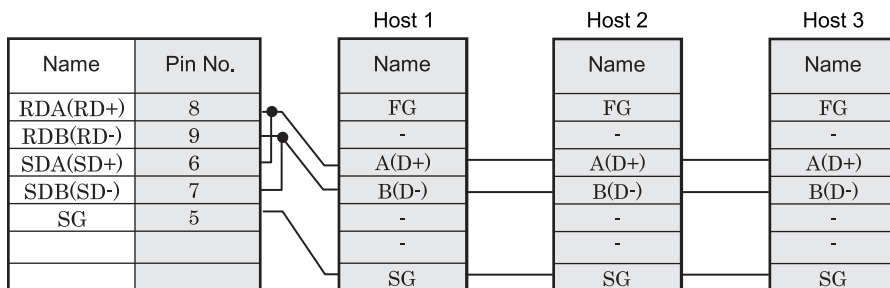 Host 1 Host 2 Host 3
Name Pin No. Name Name Name
RDA(RD+) 8 FG FG FG
RDB(RD-) 9 - - -
SDA(SD+) 6 A(D+) A(D+) A(D+)
SDB(SD-) 7 B(D-) B(D-) B(D-)
SG 5 - - -
- - -
SG SG SG